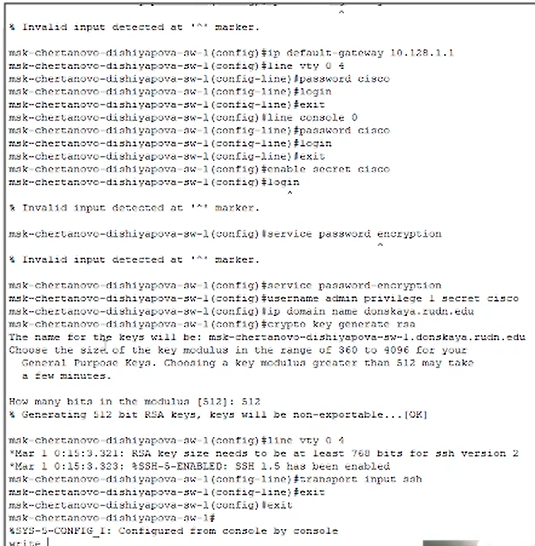 ^
% Invalid input detected at '^' marker.
msk-chertanovo-dishiyapova-sw-1(config)#ip default-gateway 10.128.1.1
msk-chertanovo-dishiyapova-sw-1(config)#line vty 0 4
msk-chertanovo-dishiyapova-sw-1(config-line)#password cisco
msk-chertanovo-dishiyapova-sw-1(config-line)#login
msk-chertanovo-dishiyapova-sw-1(config-line)#exit
msk-chertanovo-dishiyapova-sw-1(config)#line console 0
msk-chertanovo-dishiyapova-sw-1(config-line)#password cisco
msk-chertanovo-dishiyapova-sw-1(config-line)#login
msk-chertanovo-dishiyapova-sw-1(config-line)#exit
msk-chertanovo-dishiyapova-sw-1(config)#enable secret cisco
msk-chertanovo-dishiyapova-sw-1(config)#login
^
% Invalid input detected at '^' marker.
msk-chertanovo-dishiyapova-sw-1(config)#service password encryption
^
% Invalid input detected at '^' marker.
msk-chertanovo-dishiyapova-sw-1(config)#service password-encryption
msk-chertanovo-dishiyapova-sw-1(config)#username admin privilege 1 secret cisco
msk-chertanovo-dishiyapova-sw-1(config)#ip domain name donskaya.rudn.edu
msk-chertanovo-dishiyapova-sw-1(config)#crypto key generate rsa
The name for the keys will be: msk-chertanovo-dishiyapova-sw-1.donskaya.rudn.edu
Choose the size of the key modulus in the range of 360 to 4096 for your
General Purpose Keys. Choosing a key modulus greater than 512 may take
a few minutes.
How many bits in the modulus [512]: 512
% Generating 512 bit RSA keys, keys will be non-exportable...[OK]
msk-chertanovo-dishiyapova-sw-1(config)#line vty 0 4
*Mar 1 0:15:3.321: RSA key size needs to be at least 768 bits for ssh version 2
*Mar 1 0:15:3.323: %SSH-5-ENABLED: SSH 1.5 has been enabled
msk-chertanovo-dishiyapova-sw-1(config-line)#transport input ssh
msk-chertanovo-dishiyapova-sw-1(config-line)#exit
msk-chertanovo-dishiyapova-sw-1(config)#exit
msk-chertanovo-dishiyapova-sw-1#
%SYS-5-CONFIG_I: Configured from console by console
write